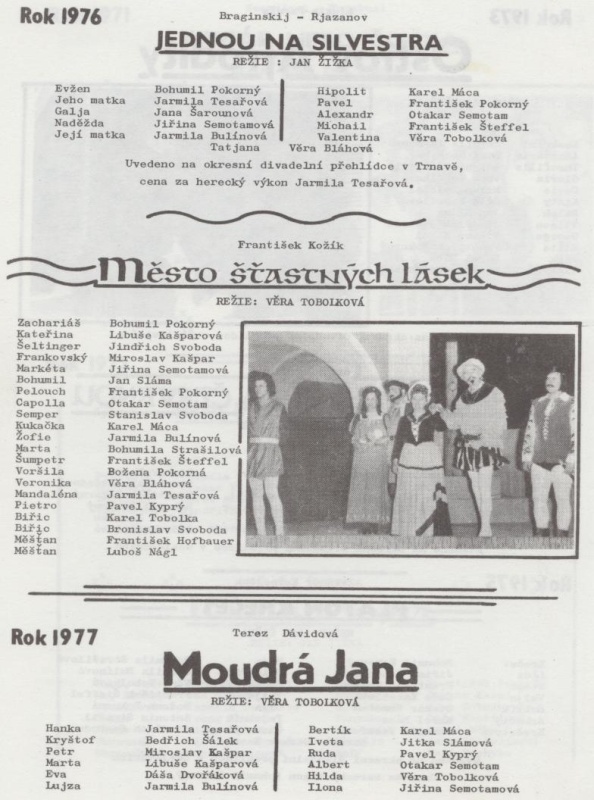 Rok 1976
Braginskij - Rjazanov
JEDNOU NA SILVESTRA
REŽIE : JAN ŽIŽKA
Evžen Bohumil Pokorný
Jeho matka Jarmila Tesařová
Galja Jana Šarounová
Naděžda Jiřina Semotamová
Její matka Jarmila Bulínová
Hipolit Karel Máca
Pavel František Pokorný
Alexandr Otakar Semotam
Michail František Šteffel
Valentina Věra Tobolková
Tatjana Věra Bláhová
Uvedeno na okresní divadelní přehlídce v Trnavě,
cena za herecký výkon Jarmila Tesařová.
František Kožík
Město šťastných lásek
REŽIE: VĚRA TOBOLKOVÁ
Zachariáš Bohumil Pokorný
Kateřina Libuše Kašparová
Šeltinger Jindřich Svoboda
Frankovský Miroslav Kašpar
Markéta Jiřina Semotamová
Bohumil Jan Sláma
Pelouch František Pokorný
Capolla Otakar Semotam
Semper Stanislav Svoboda
Kukačka Karel Máca
Žofie Jarmila Bulínová
Marta Bohumila Strašilová
Šumpetr František Šteffel
Voršila Božena Pokorná
Veronika Věra Bláhová
Mandalóna Jarmila Tesařová
Pietro Pavel Kyprý
Biřic Karel Tobolka
Biřic Bronislav Svoboda
Měšťan František Hofbauer
Měšťan Luboš Nágl
Rok 1977
Terez Dávidová
Moudrá Jana
REŽIE: VĚRA TOBOLKOVÁ
Hanka Jarmila Tesařová
Kryštof Bedřich Šálek
Petr Miroslav Kašpar
Marta Libuše Kašparová
Eva Dáša Dvořáková
Lujza Jarmila Bulínová
Bertík Karel Máca
Iveta Jitka Slámová
Ruda Pavel Kyprý
Albert Otakar Semotam
Hilda Věra Tobolková
Ilona Jiřina Semotamová